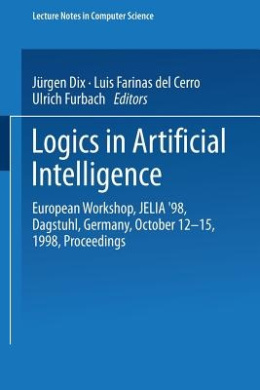 Lecture Notes in Computer Science
Jürgen Dix · Luis Farinas del Cerro
Ulrich Furbach Editors
Logics in Artificial
Intelligence
European Workshop, JELIA '98,
Dagstuhl, Germany, October 12–15,
1998, Proceedings